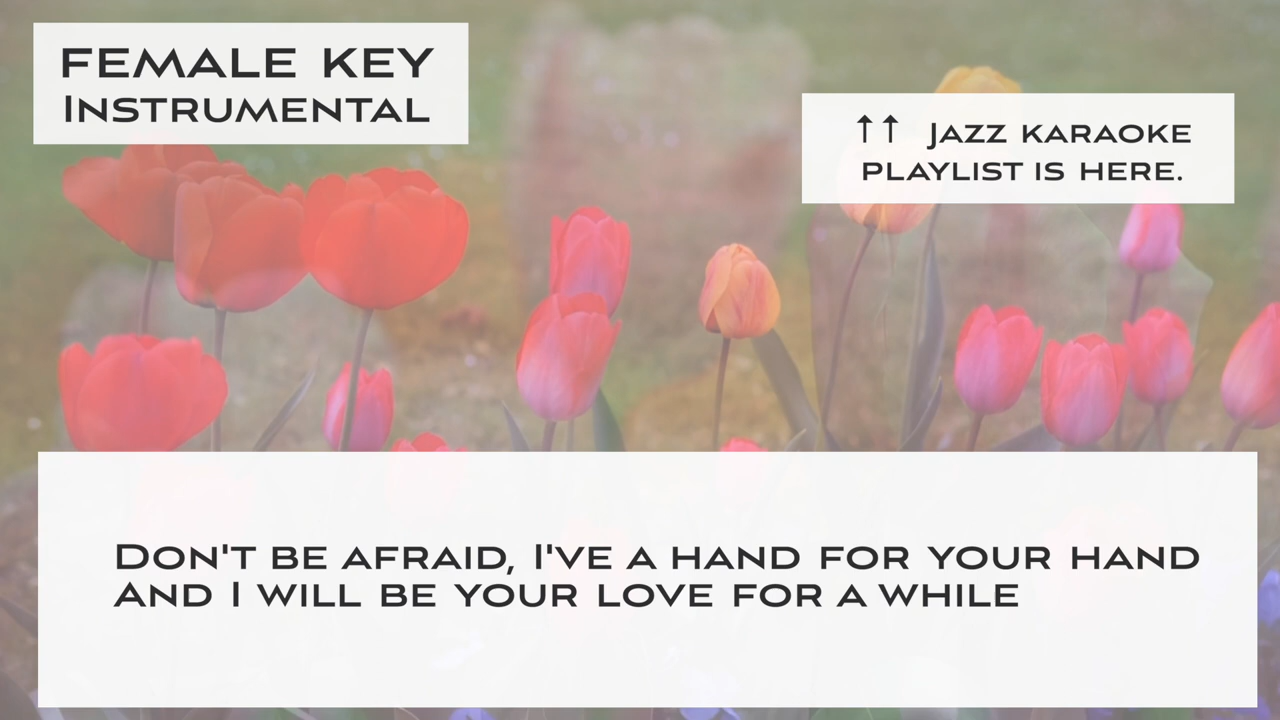 FEMALE KEY
INSTRUMENTAL
↑↑ JAZZ KARAOKE
PLAYLIST IS HERE.
DON'T BE AFRAID, I'VE A HAND FOR YOUR HAND
AND I WILL BE YOUR LOVE FOR A WHILE